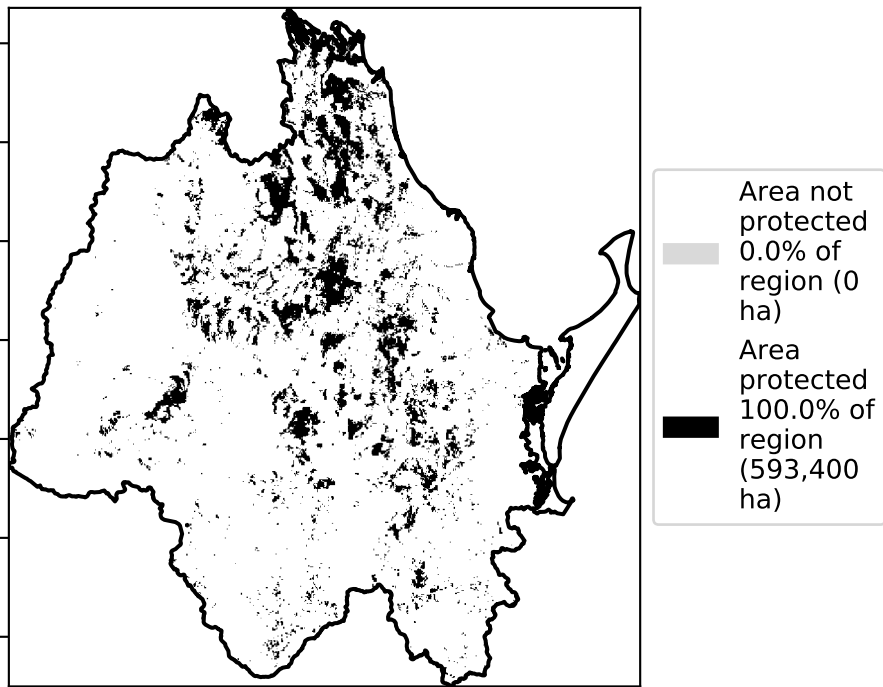 Area not
protected
0.0% of
region (0
ha)
Area
protected
100.0% of
region
(593,400
ha)